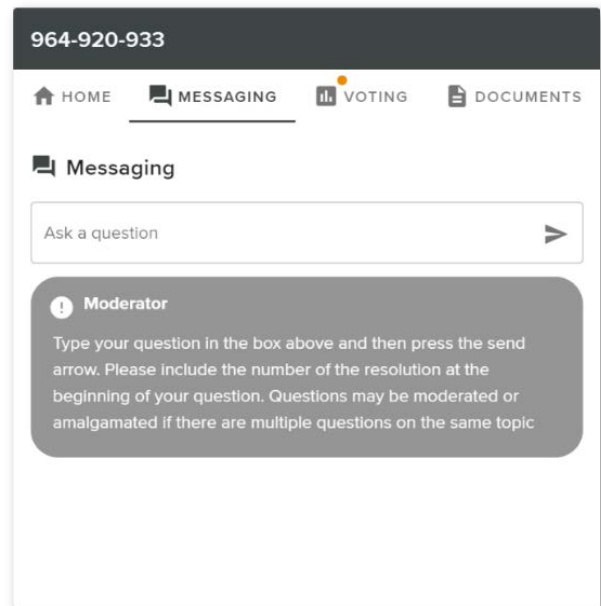 964-920-933
HOME MESSAGING VOTING DOCUMENTS
Messaging
Ask a question
Moderator
Type your question in the box above and then press the send
arrow. Please include the number of the resolution at the
beginning of your question. Questions may be moderated or
amalgamated if there are multiple questions on the same topic